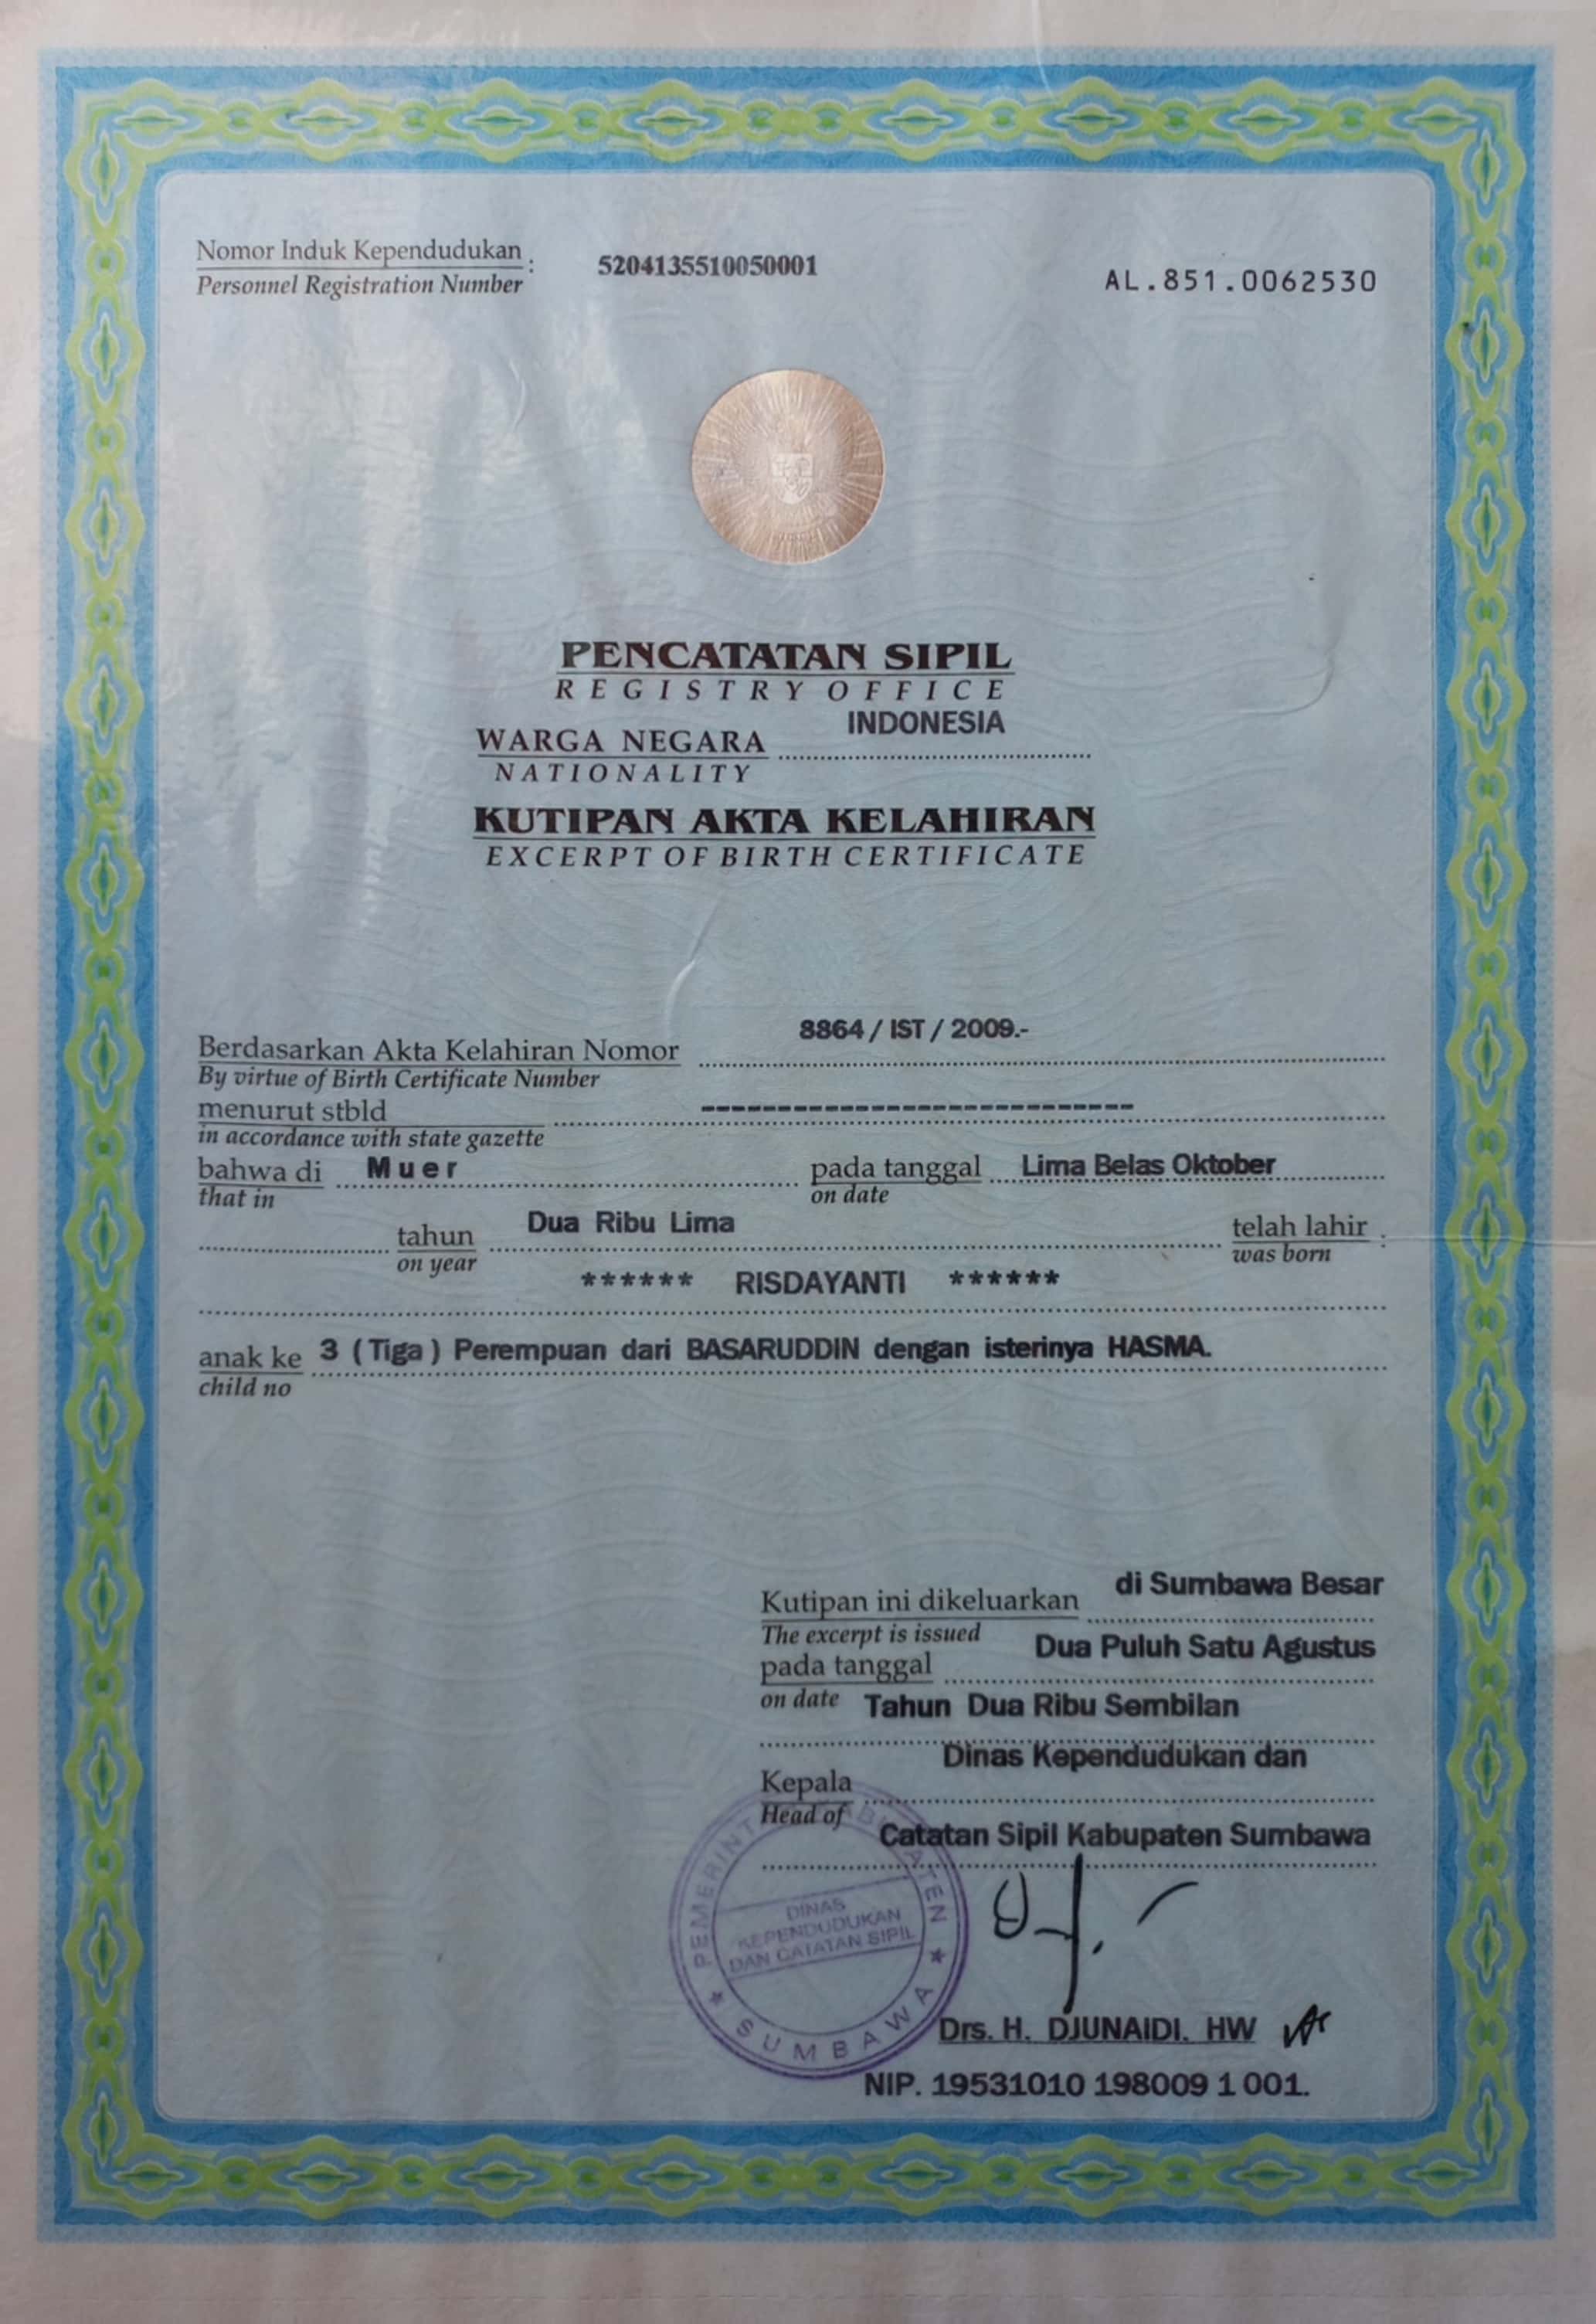 Nomor Induk Kependudukan : 5204135510050001
Personnel Registration Number
AL.851.0062530
PENCATATAN SIPIL
REGISTRY OFFICE
WARGA NEGARA INDONESIA
NATIONALITY
KUTIPAN AKTA KELAHIRAN
EXCERPT OF BIRTH CERTIFICATE
Berdasarkan Akta Kelahiran Nomor 8864 / IST / 2009.-
By virtue of Birth Certificate Number
menurut stbld ----------------------------
in accordance with state gazette
bahwa di Muer pada tanggal Lima Belas Oktober
that in on date
tahun Dua Ribu Lima telah lahir :
on year was born
****** RISDAYANTI ******
anak ke 3 ( Tiga ) Perempuan dari BASARUDDIN dengan isterinya HASMA.
child no
Kutipan ini dikeluarkan di Sumbawa Besar
The excerpt is issued
pada tanggal Dua Puluh Satu Agustus
on date Tahun Dua Ribu Sembilan
Kepala Dinas Kependudukan dan
Head of
Catatan Sipil Kabupaten Sumbawa
PEMERINTAH KABUPATEN
DINAS
KEPENDUDUKAN
DAN CATATAN SIPIL
SUMBAWA
Drs. H. DJUNAIDI. HW
NIP. 19531010 198009 1 001.